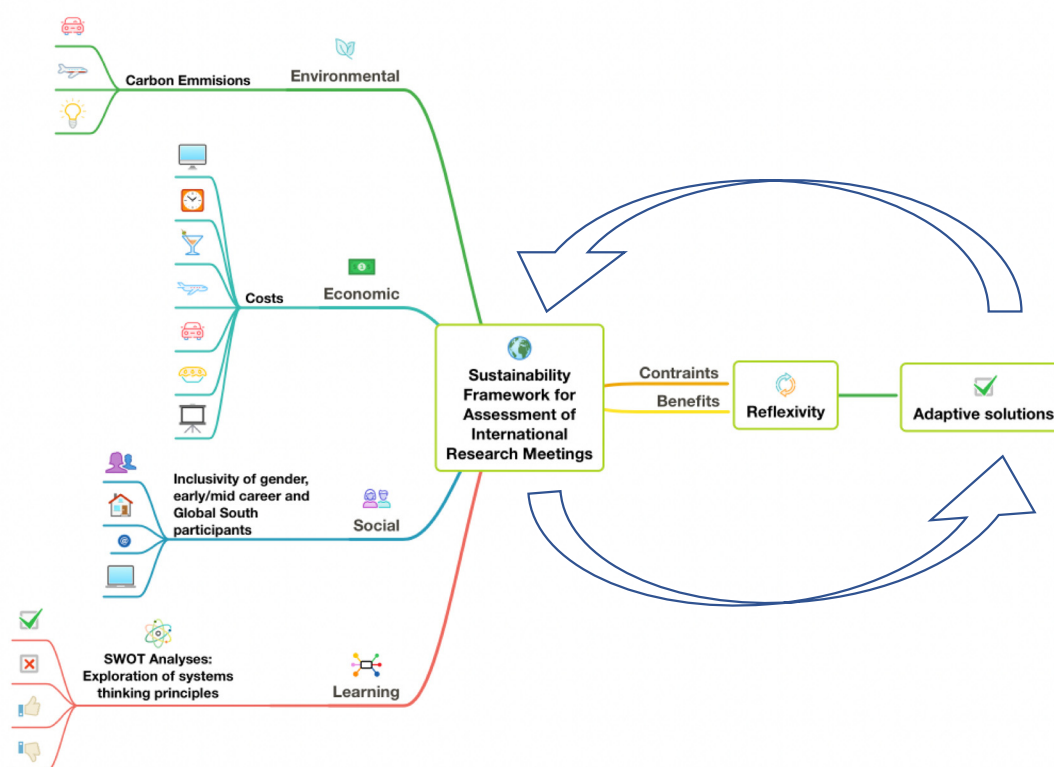 Environmental
Carbon Emmisions
Economic
Costs
Social
Inclusivity of gender,
early/mid career and
Global South
participants
Learning
SWOT Analyses:
Exploration of systems
thinking principles
Sustainability
Framework for
Assessment of
International
Research Meetings
Contraints
Benefits
Reflexivity
Adaptive solutions